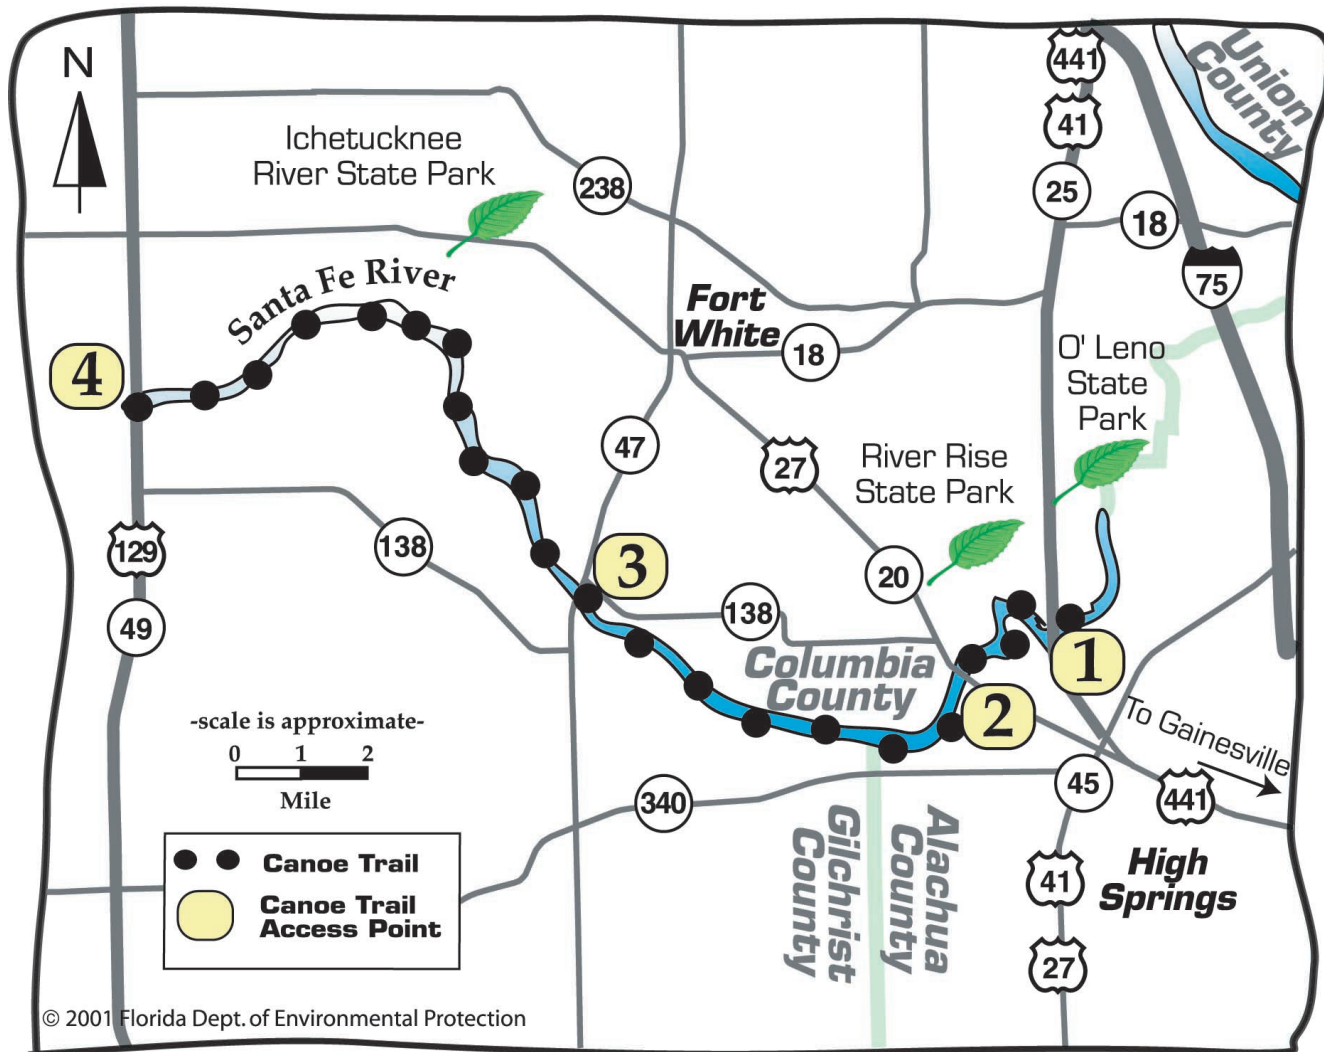 N
Ichetucknee
River State Park
238
441
41
25
18
75
Union
County
Santa Fe River
Fort
White
18
O' Leno
State
Park
4
47
27
River Rise
State Park
129
138
3
20
49
138
Columbia
County
1
2
-scale is approximate-
0 1 2
Mile
To Gainesville
340
45
441
Canoe Trail
Canoe Trail
Access Point
Gilchrist
County
Alachua
County
41
High
Springs
27
© 2001 Florida Dept. of Environmental Protection